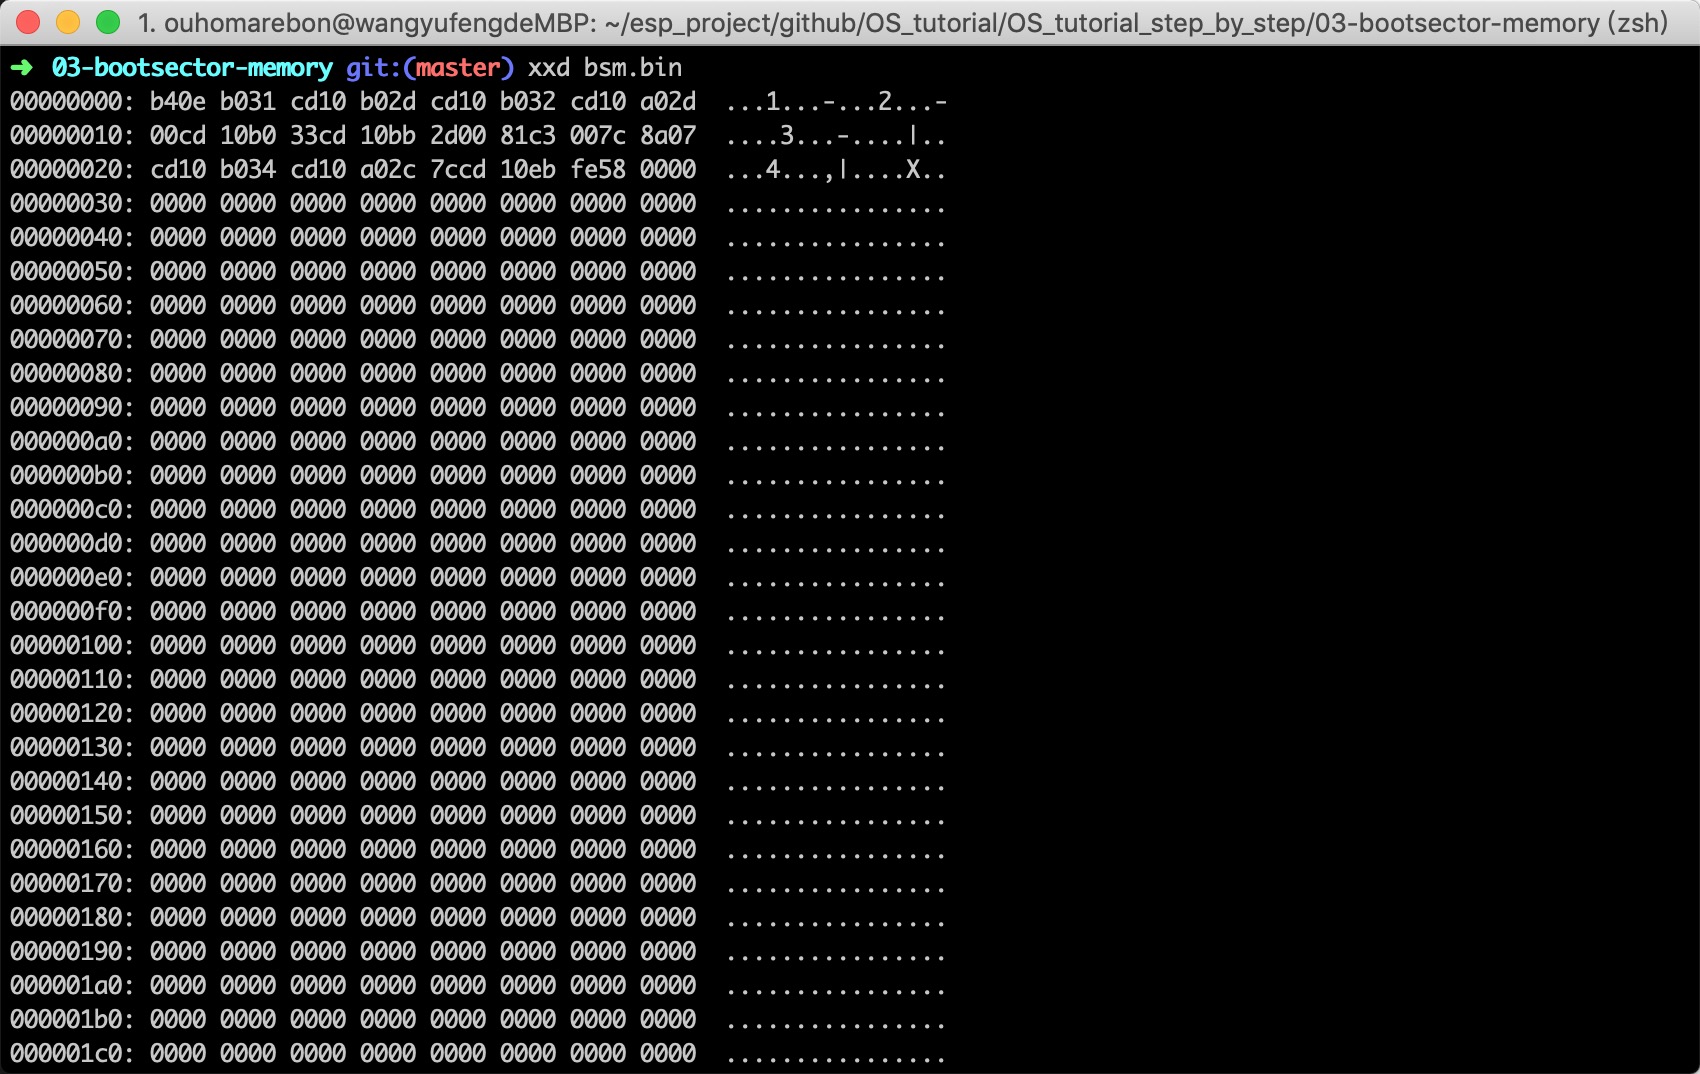 1. ouhomarebon@wangyufengdeMBP: ~/esp_project/github/OS_tutorial/OS_tutorial_step_by_step/03-bootsector-memory (zsh)
➜ 03-bootsector-memory git:(master) xxd bsm.bin
00000000: b40e b031 cd10 b02d cd10 b032 cd10 a02d  ...1...-...2...-
00000010: 00cd 10b0 33cd 10bb 2d00 81c3 007c 8a07  ....3...-....|..
00000020: cd10 b034 cd10 a02c 7ccd 10eb fe58 0000  ...4...,|....X..
00000030: 0000 0000 0000 0000 0000 0000 0000 0000  ................
00000040: 0000 0000 0000 0000 0000 0000 0000 0000  ................
00000050: 0000 0000 0000 0000 0000 0000 0000 0000  ................
00000060: 0000 0000 0000 0000 0000 0000 0000 0000  ................
00000070: 0000 0000 0000 0000 0000 0000 0000 0000  ................
00000080: 0000 0000 0000 0000 0000 0000 0000 0000  ................
00000090: 0000 0000 0000 0000 0000 0000 0000 0000  ................
000000a0: 0000 0000 0000 0000 0000 0000 0000 0000  ................
000000b0: 0000 0000 0000 0000 0000 0000 0000 0000  ................
000000c0: 0000 0000 0000 0000 0000 0000 0000 0000  ................
000000d0: 0000 0000 0000 0000 0000 0000 0000 0000  ................
000000e0: 0000 0000 0000 0000 0000 0000 0000 0000  ................
000000f0: 0000 0000 0000 0000 0000 0000 0000 0000  ................
00000100: 0000 0000 0000 0000 0000 0000 0000 0000  ................
00000110: 0000 0000 0000 0000 0000 0000 0000 0000  ................
00000120: 0000 0000 0000 0000 0000 0000 0000 0000  ................
00000130: 0000 0000 0000 0000 0000 0000 0000 0000  ................
00000140: 0000 0000 0000 0000 0000 0000 0000 0000  ................
00000150: 0000 0000 0000 0000 0000 0000 0000 0000  ................
00000160: 0000 0000 0000 0000 0000 0000 0000 0000  ................
00000170: 0000 0000 0000 0000 0000 0000 0000 0000  ................
00000180: 0000 0000 0000 0000 0000 0000 0000 0000  ................
00000190: 0000 0000 0000 0000 0000 0000 0000 0000  ................
000001a0: 0000 0000 0000 0000 0000 0000 0000 0000  ................
000001b0: 0000 0000 0000 0000 0000 0000 0000 0000  ................
000001c0: 0000 0000 0000 0000 0000 0000 0000 0000  ................